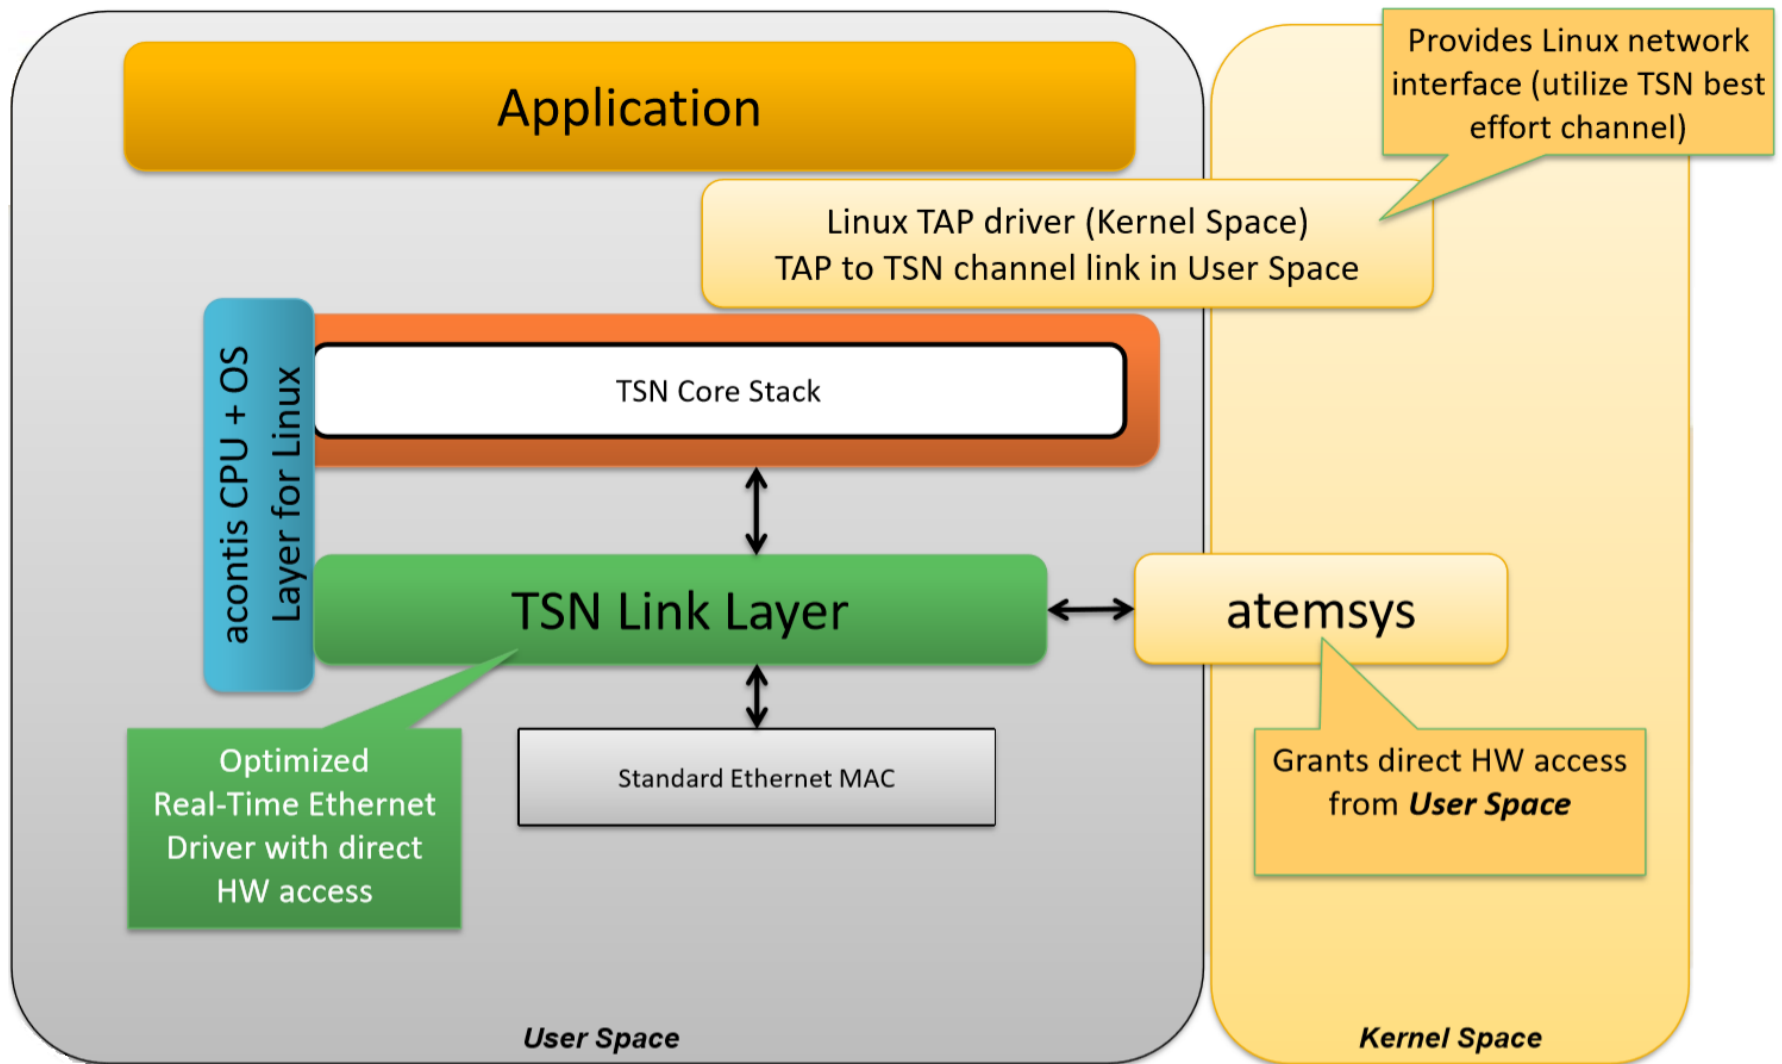 Provides Linux network
interface (utilize TSN best
effort channel)
Application
Linux TAP driver (Kernel Space)
TAP to TSN channel link in User Space
acontis CPU + OS
Layer for Linux
TSN Core Stack
TSN Link Layer
atemsys
Optimized
Real-Time Ethernet
Driver with direct
HW access
Standard Ethernet MAC
Grants direct HW access
from User Space
User Space
Kernel Space